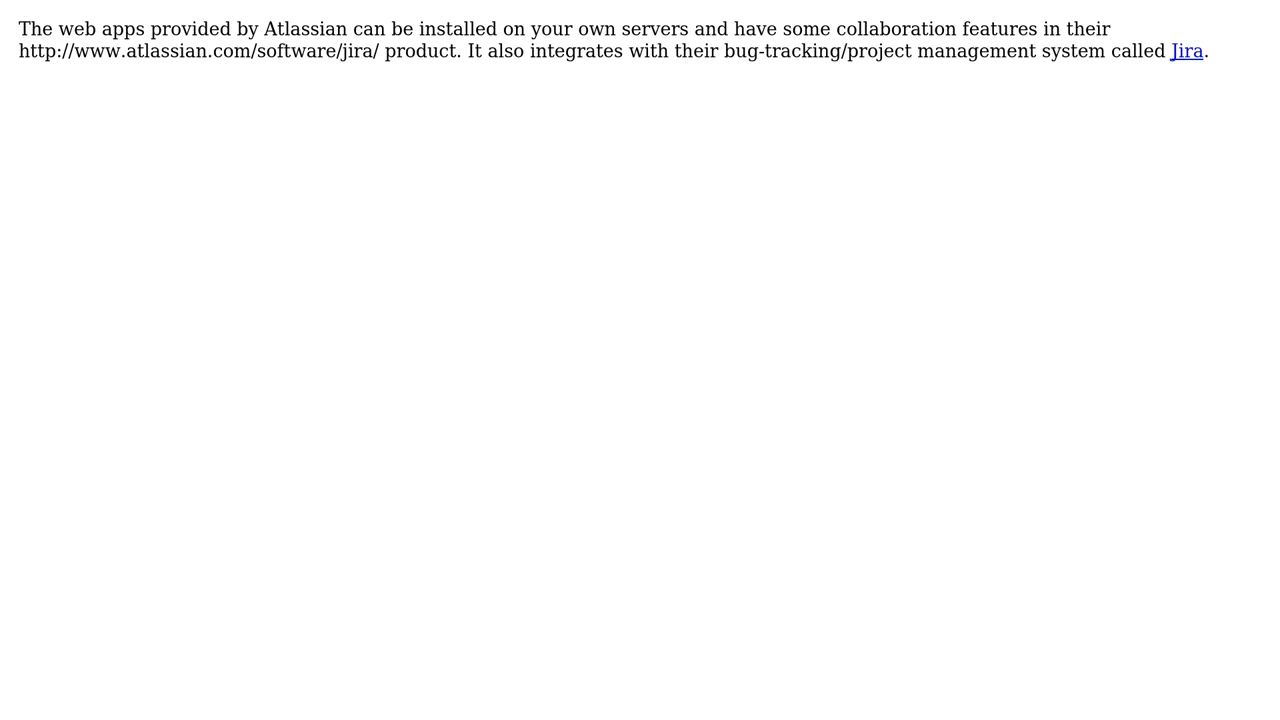 The web apps provided by Atlassian can be installed on your own servers and have some collaboration features in their
http://www.atlassian.com/software/jira/ product. It also integrates with their bug-tracking/project management system called Jira.